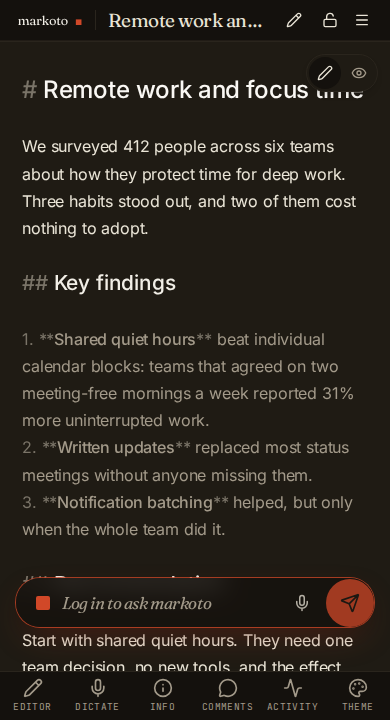 markoto
Remote work an...
# Remote work and focus time
We surveyed 412 people across six teams
about how they protect time for deep work.
Three habits stood out, and two of them cost
nothing to adopt.
## Key findings
1. **Shared quiet hours** beat individual
calendar blocks: teams that agreed on two
meeting-free mornings a week reported 31%
more uninterrupted work.
2. **Written updates** replaced most status
meetings without anyone missing them.
3. **Notification batching** helped, but only
when the whole team did it.
Log in to ask markoto
Start with shared quiet hours. They need one
team decision, no new tools, and the effect
EDITOR
DICTATE
INFO
COMMENTS
ACTIVITY
THEME